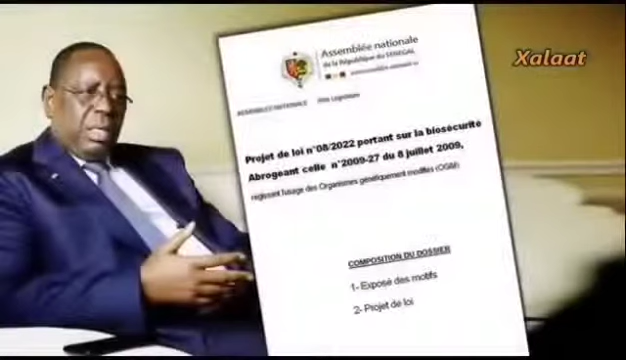 Xalaat
Assemblée nationale
de la République du SENEGAL
ASSEMBLÉE NATIONALE
Projet de loi n°08/2022 portant sur la biosécurité
Abrogeant celle n°2009-27 du 8 juillet 2009,
régissant l'usage des Organismes génétiquement modifiés (OGM)
COMPOSITION DU DOSSIER
1- Exposé des motifs
2- Projet de loi